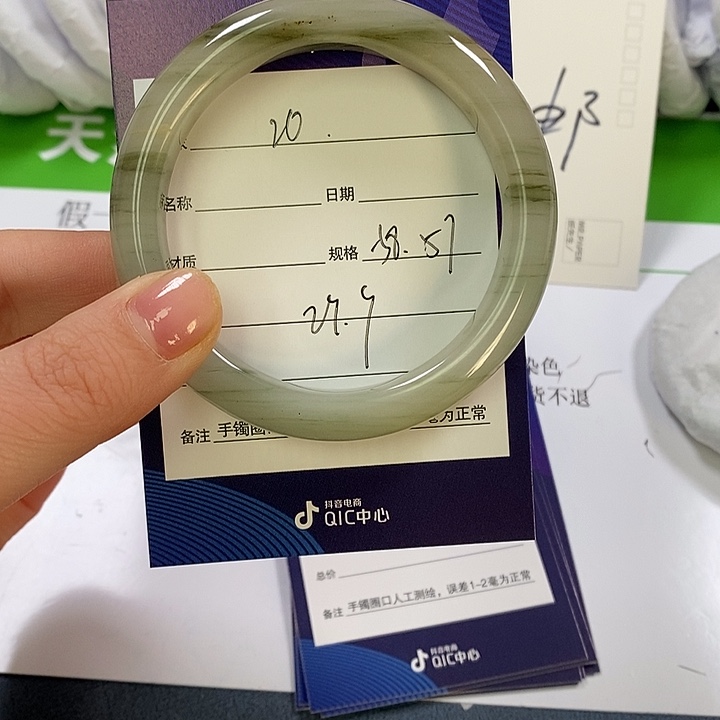 天
假一
20.
名称 日期
材质 规格 58.57
27.9
备注 手镯圈 毫为正常
抖音电商
QIC中心
邮
染色
货不退
总价
备注 手镯圈口人工测绘，误差1-2毫为正常
抖音电商
QIC中心